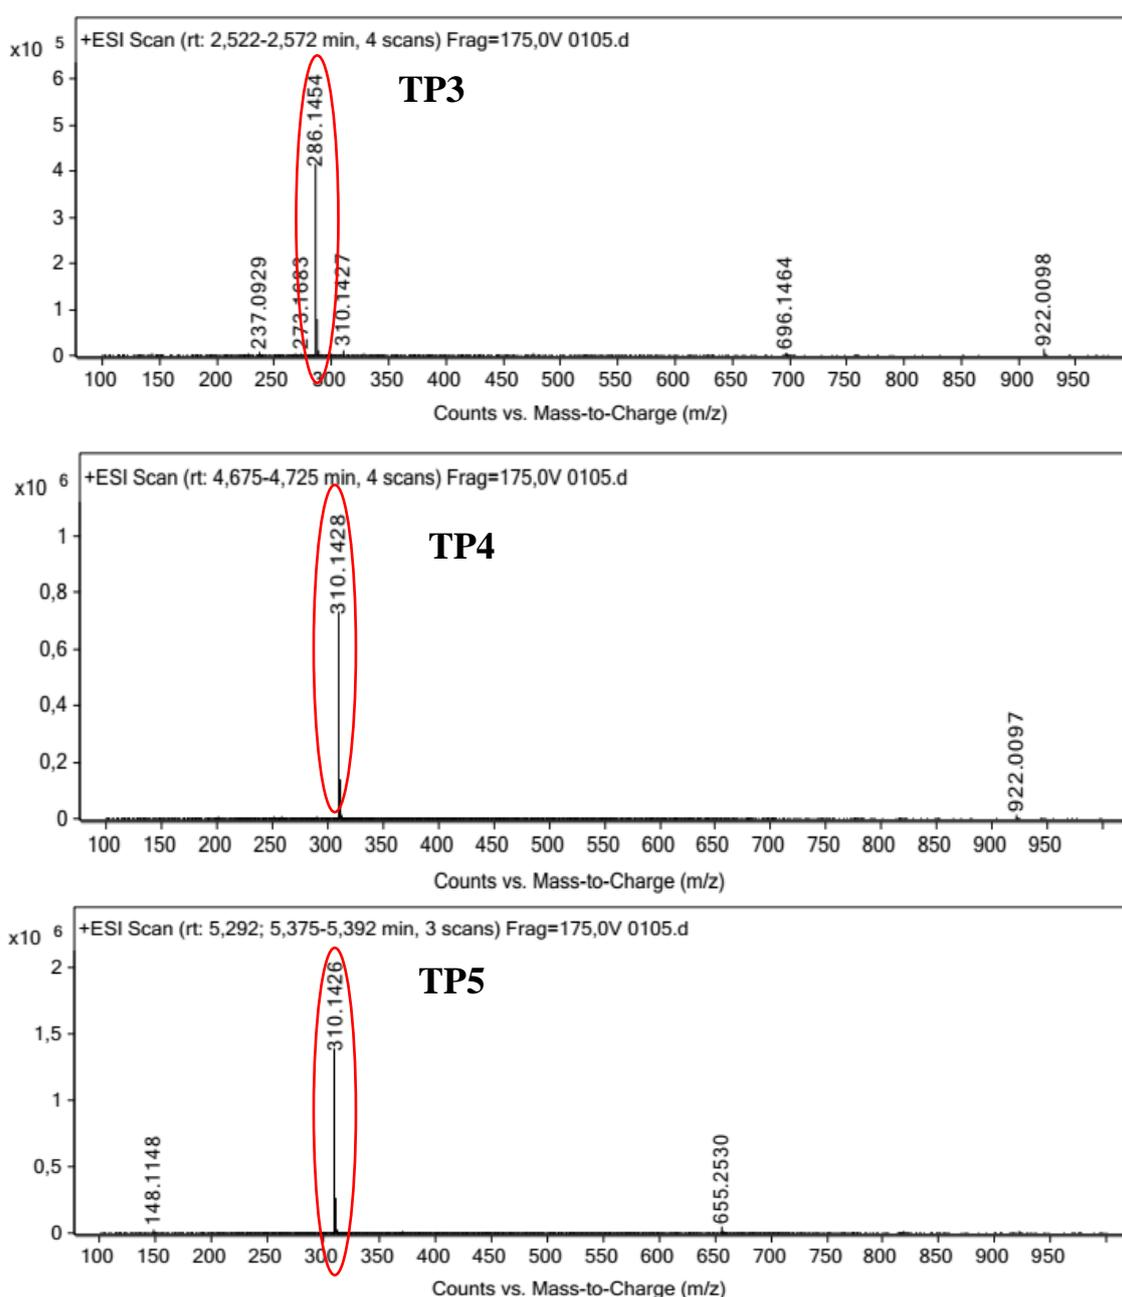 x10 5 +ESI Scan (rt: 2,522-2,572 min, 4 scans) Frag=175,0V 0105.d
TP3
6
5
4
3
2
1
0
237.0929
273.1683
286.1454
310.1427
696.1464
922.0098
100 150 200 250 300 350 400 450 500 550 600 650 700 750 800 850 900 950
Counts vs. Mass-to-Charge (m/z)
x10 6 +ESI Scan (rt: 4,675-4,725 min, 4 scans) Frag=175,0V 0105.d
TP4
1
0,8
0,6
0,4
0,2
0
310.1428
922.0097
100 150 200 250 300 350 400 450 500 550 600 650 700 750 800 850 900 950
Counts vs. Mass-to-Charge (m/z)
x10 6 +ESI Scan (rt: 5,292; 5,375-5,392 min, 3 scans) Frag=175,0V 0105.d
TP5
2
1,5
1
0,5
0
148.1148
310.1426
655.2530
100 150 200 250 300 350 400 450 500 550 600 650 700 750 800 850 900 950
Counts vs. Mass-to-Charge (m/z)